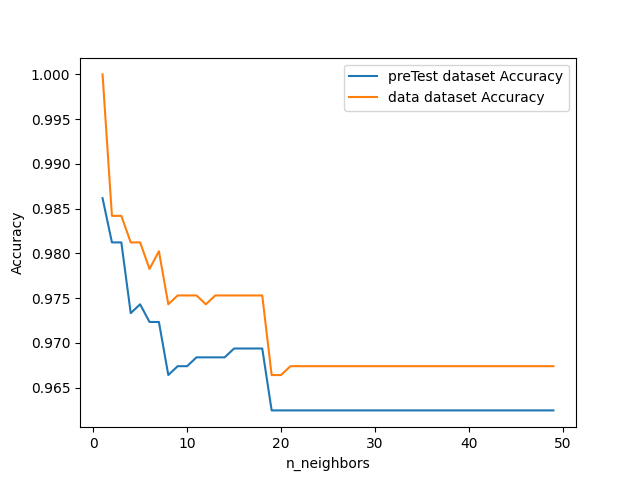 preTest dataset Accuracy
data dataset Accuracy
1.000
0.995
0.990
0.985
0.980
0.975
0.970
0.965
Accuracy
0 10 20 30 40 50
n_neighbors